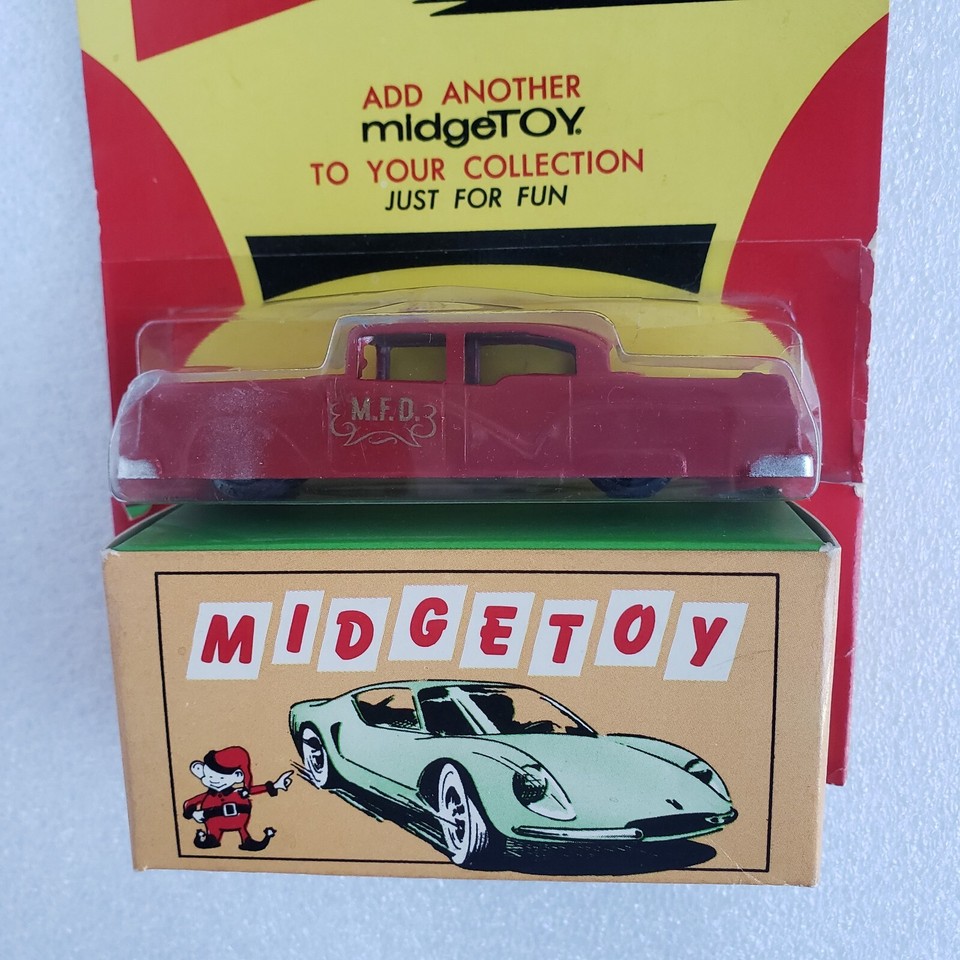 ADD ANOTHER
midgeTOY®
TO YOUR COLLECTION
JUST FOR FUN
M.F.D.
MIDGETOY